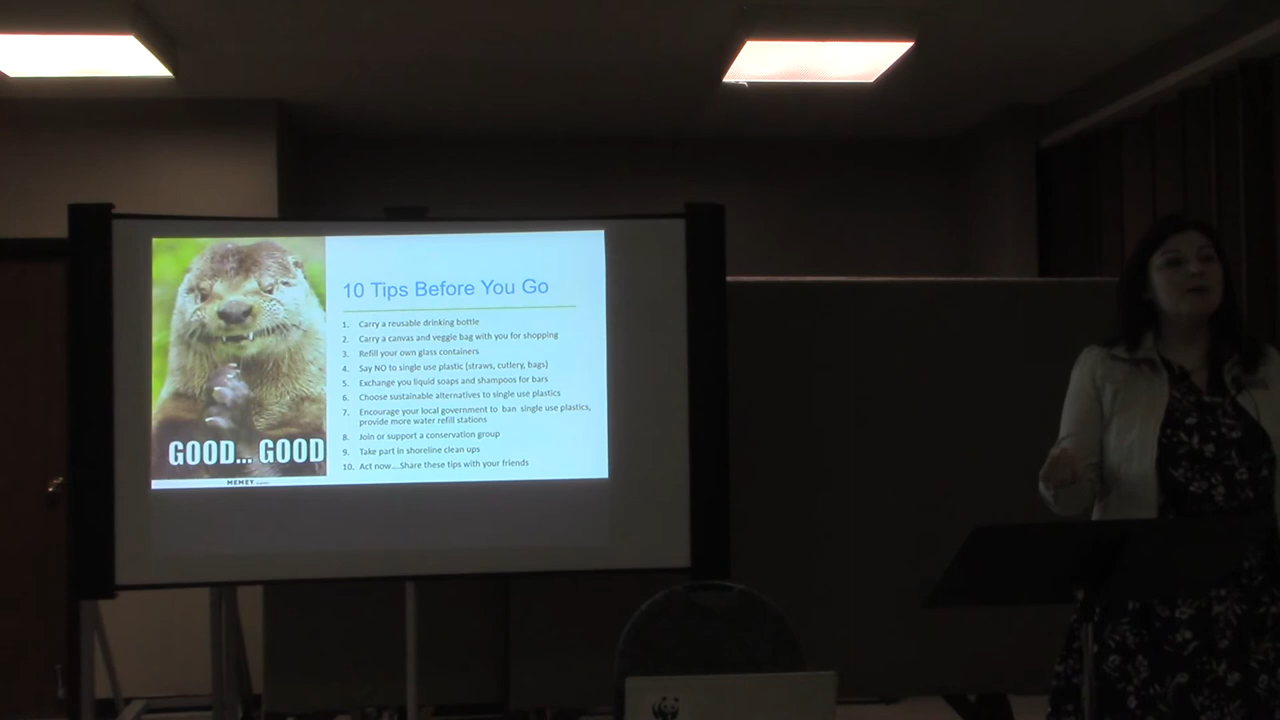 10 Tips Before You Go
1. Carry a reusable drinking bottle
2. Carry a canvas and veggie bag with you for shopping
3. Refill your own glass containers
4. Say NO to single use plastic (straws, cutlery, bags)
5. Exchange you liquid soaps and shampoos for bars
6. Choose sustainable alternatives to single use plastics
7. Encourage your local government to ban single use plastics,
provide more water refill stations
8. Join or support a conservation group
9. Take part in shoreline clean ups
10. Act now....Share these tips with your friends
GOOD... GOOD
MEMEY